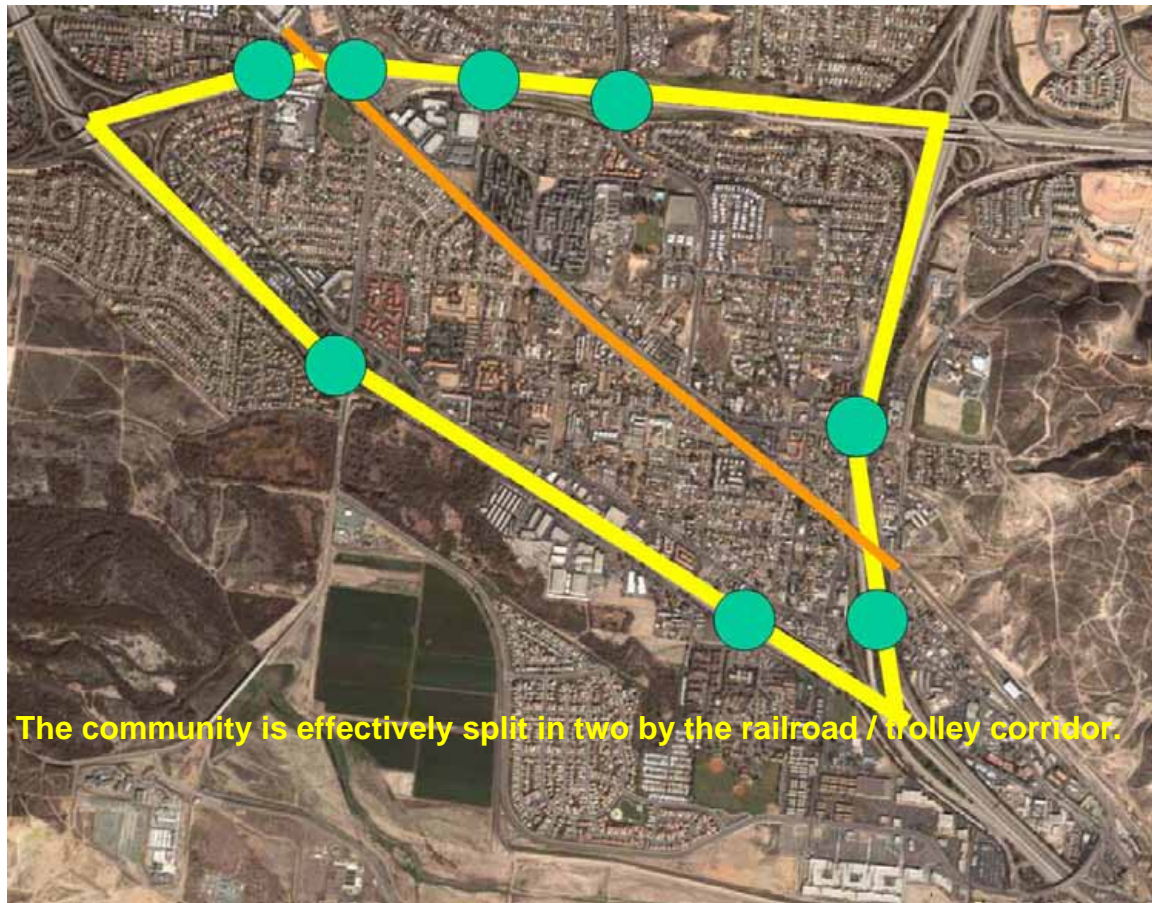 The community is effectively split in two by the railroad / trolley corridor.